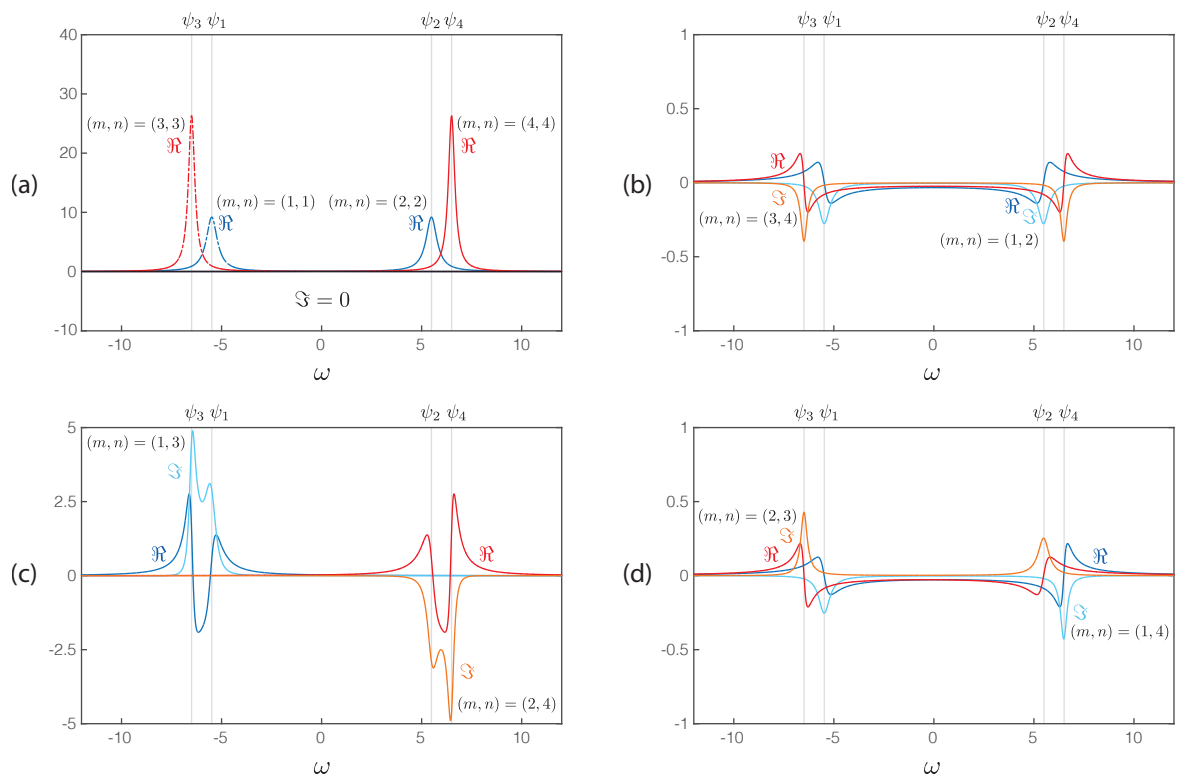 (a)
ψ₃ ψ₁ ψ₂ ψ₄
40
30
20
10
0
-10
(m, n) = (3, 3)
ℜ
(m, n) = (4, 4)
ℜ
(m, n) = (1, 1)
ℜ
(m, n) = (2, 2)
ℜ
ℑ = 0
-10 -5 0 5 10
ω
(b)
ψ₃ ψ₁ ψ₂ ψ₄
1
0.5
0
-0.5
-1
ℜ
ℑ
(m, n) = (3, 4)
ℜ
ℑ
(m, n) = (1, 2)
-10 -5 0 5 10
ω
(c)
ψ₃ ψ₁ ψ₂ ψ₄
5
2.5
0
-2.5
-5
(m, n) = (1, 3)
ℑ
ℜ
ℜ
ℑ
(m, n) = (2, 4)
-10 -5 0 5 10
ω
(d)
ψ₃ ψ₁ ψ₂ ψ₄
1
0.5
0
-0.5
-1
(m, n) = (2, 3)
ℑ
ℜ
ℜ
ℑ
(m, n) = (1, 4)
-10 -5 0 5 10
ω